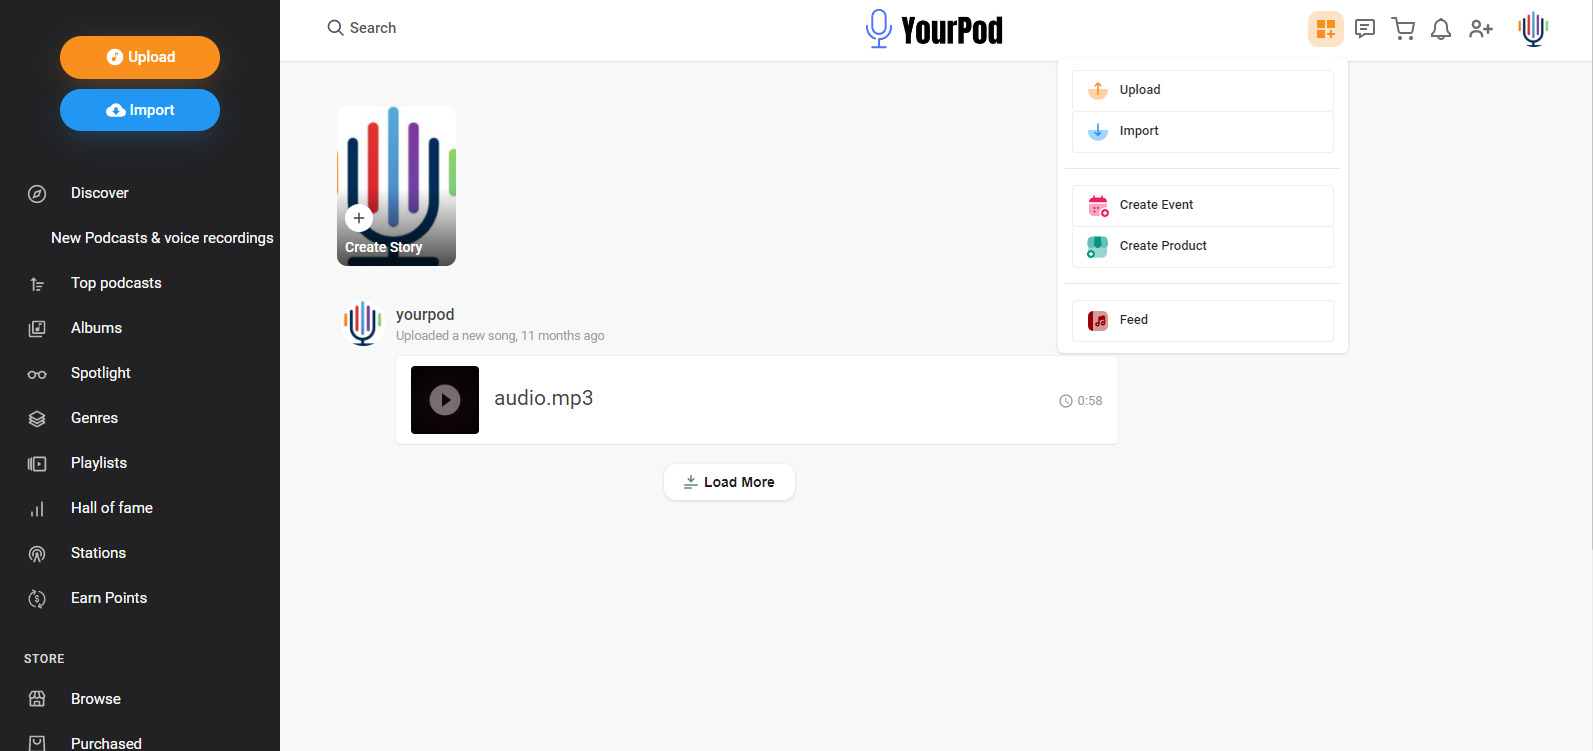 Upload
Import
Discover
New Podcasts & voice recordings
Top podcasts
Albums
Spotlight
Genres
Playlists
Hall of fame
Stations
Earn Points
STORE
Browse
Purchased
Search
YourPod
Upload
Import
Create Event
Create Product
Feed
Create Story
yourpod
Uploaded a new song, 11 months ago
audio.mp3
0:58
Load More